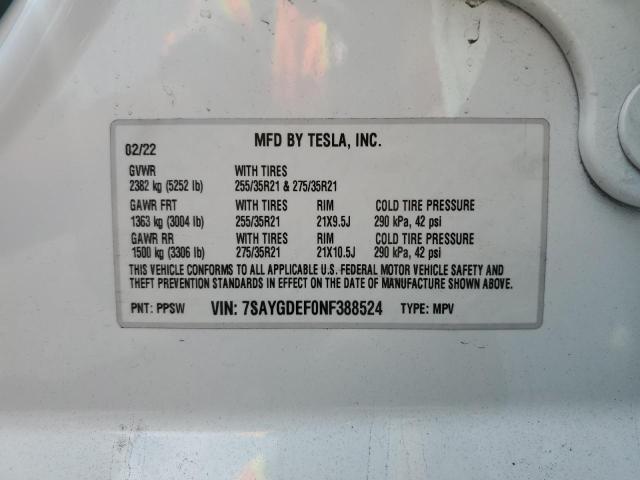 02/22 MFD BY TESLA, INC.
GVWR WITH TIRES
2382 kg (5252 lb) 255/35R21 & 275/35R21
GAWR FRT WITH TIRES RIM COLD TIRE PRESSURE
1363 kg (3004 lb) 255/35R21 21X9.5J 290 kPa, 42 psi
GAWR RR WITH TIRES RIM COLD TIRE PRESSURE
1500 kg (3306 lb) 275/35R21 21X10.5J 290 kPa, 42 psi
THIS VEHICLE CONFORMS TO ALL APPLICABLE U.S. FEDERAL MOTOR VEHICLE SAFETY AND
THEFT PREVENTION STANDARDS IN EFFECT ON THE DATE OF MANUFACTURE SHOWN ABOVE.
PNT: PPSW VIN: 7SAYGDEF0NF388524 TYPE: MPV